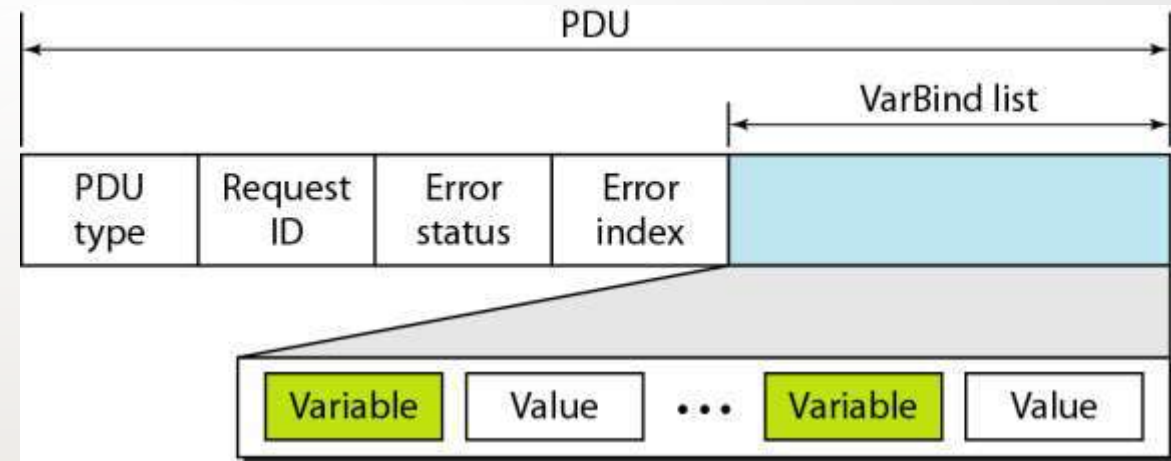 PDU
VarBind list
PDU type
Request ID
Error status
Error index
Variable Value ... Variable Value